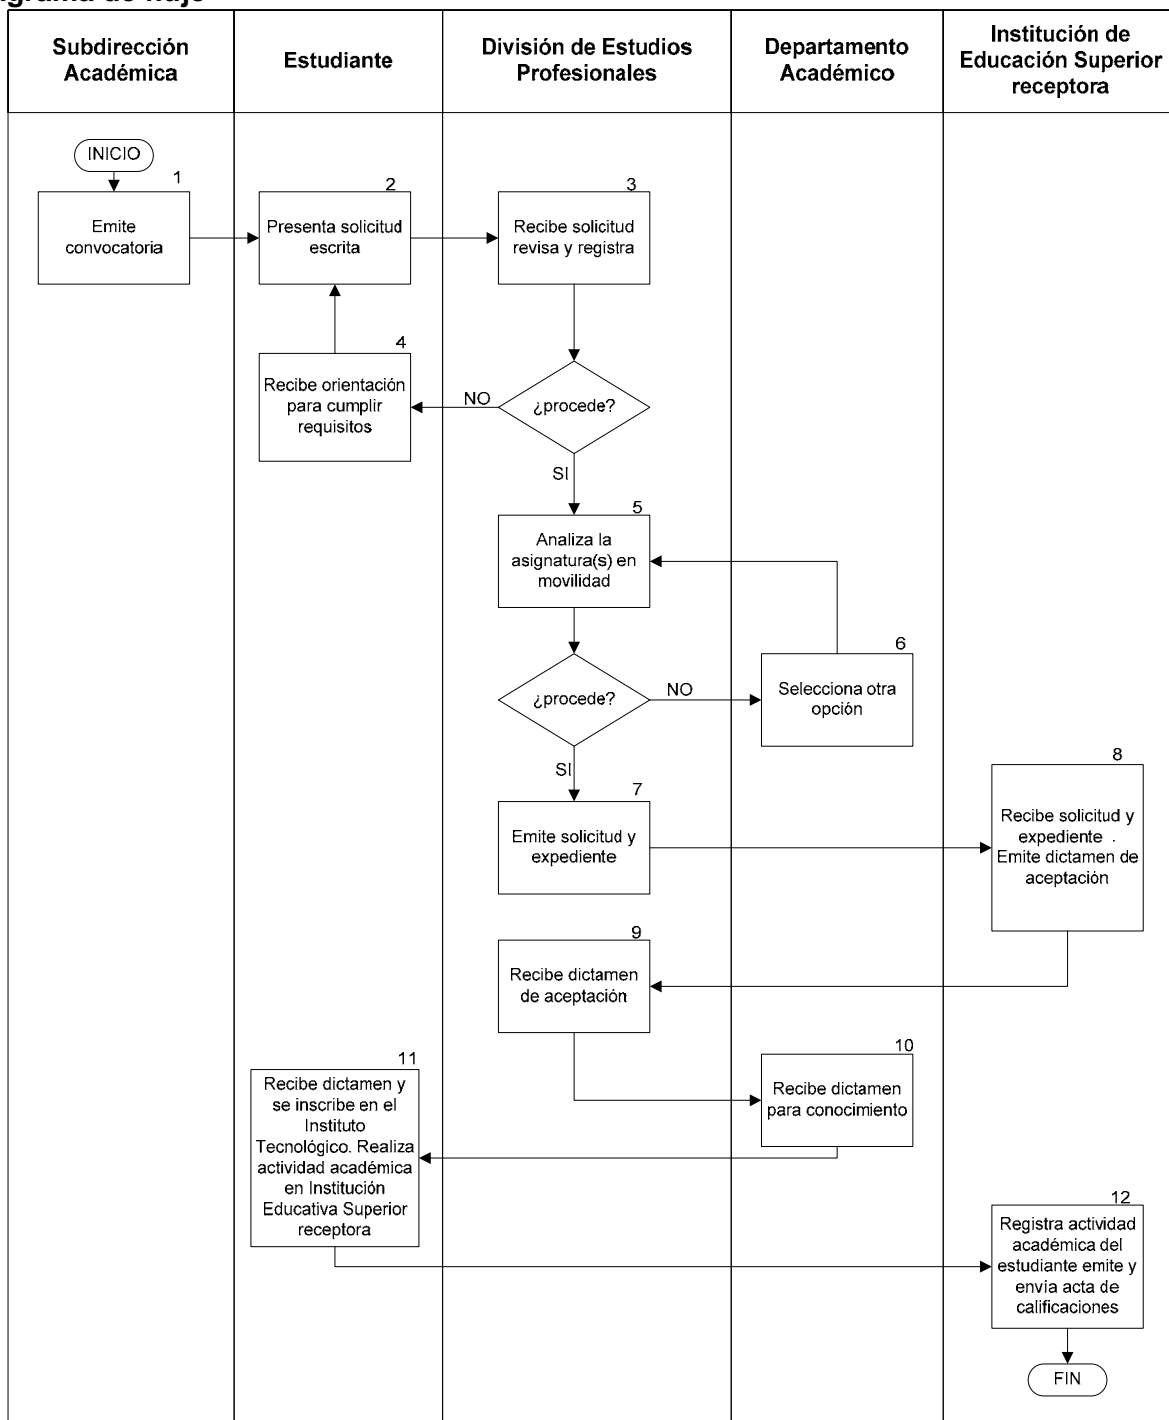 Subdirección
Académica
Estudiante
División de Estudios
Profesionales
Departamento
Académico
Institución de
Educación Superior
receptora
INICIO
1
Emite
convocatoria
2
Presenta solicitud
escrita
3
Recibe solicitud
revisa y registra
4
Recibe orientación
para cumplir
requisitos
NO
¿procede?
SI
5
Analiza la
asignatura(s) en
movilidad
6
Selecciona otra
opción
¿procede?
NO
SI
7
Emite solicitud y
expediente
8
Recibe solicitud y
expediente .
Emite dictamen de
aceptación
9
Recibe dictamen
de aceptación
10
Recibe dictamen
para conocimiento
11
Recibe dictamen y
se inscribe en el
Instituto
Tecnológico. Realiza
actividad académica
en Institución
Educativa Superior
receptora
12
Registra actividad
académica del
estudiante emite y
envía acta de
calificaciones
FIN